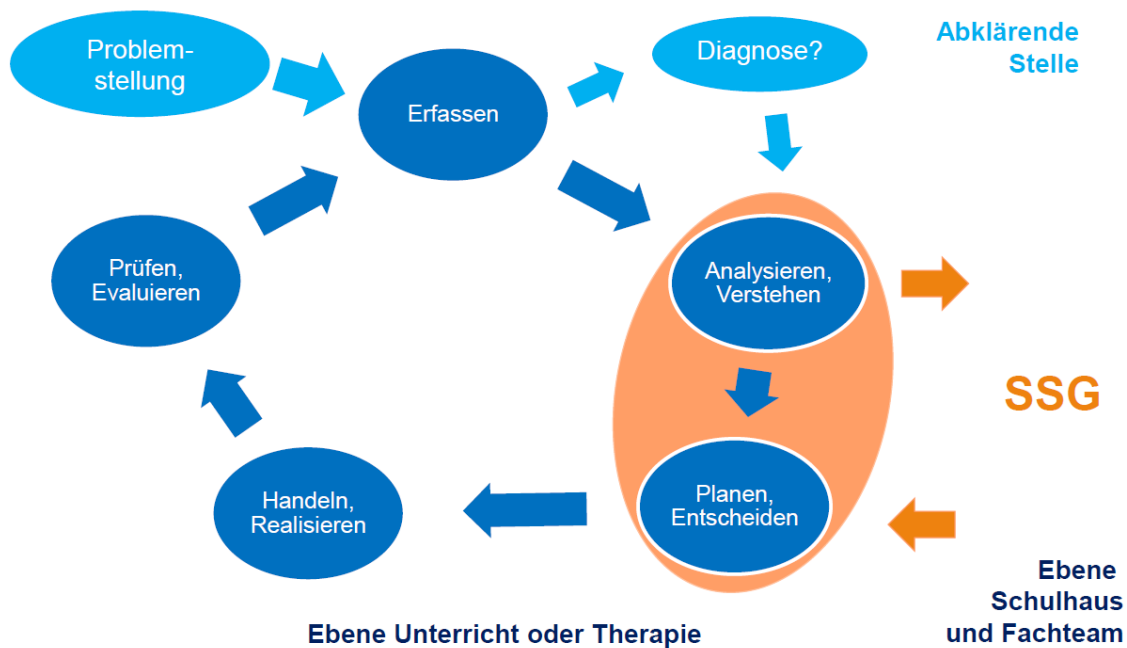 Problem-
stellung
Erfassen
Diagnose?
Abklärende
Stelle
Prüfen,
Evaluieren
Analysieren,
Verstehen
SSG
Handeln,
Realisieren
Planen,
Entscheiden
Ebene
Schulhaus
und Fachteam
Ebene Unterricht oder Therapie